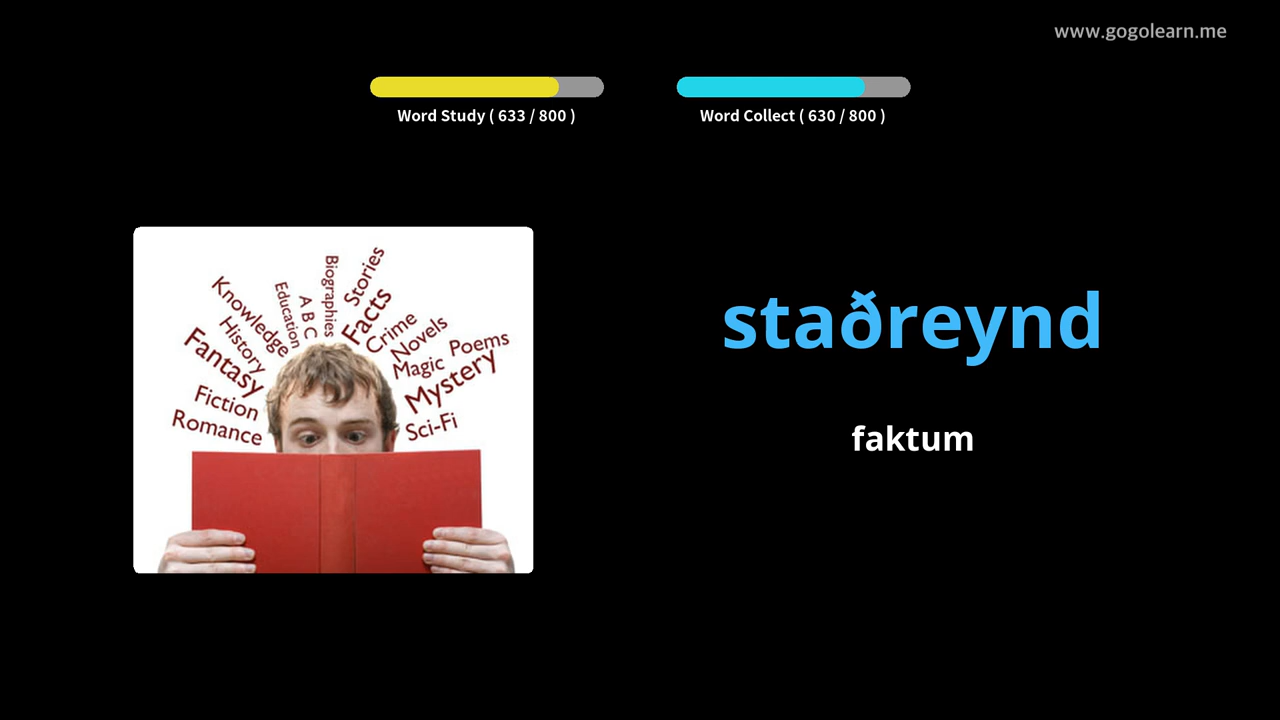 www.gogolearn.me
Word Study ( 633 / 800 )
Word Collect ( 630 / 800 )
Biographies
Stories
Facts
A B C
Education
Knowledge
History
Fantasy
Fiction
Romance
Crime
Novels
Poems
Magic
Mystery
Sci-Fi
staðreynd
faktum